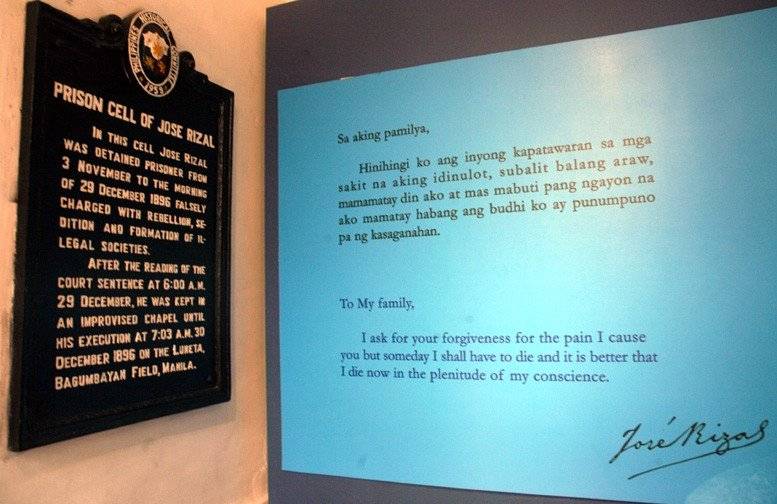 PHILIPPINES HISTORICAL COMMITTEE
1953
PRISON CELL OF JOSE RIZAL
IN THIS CELL JOSE RIZAL
WAS DETAINED PRISONER FROM
3 NOVEMBER TO THE MORNING
OF 29 DECEMBER 1896 FALSELY
CHARGED WITH REBELLION, SE-
DITION AND FORMATION OF IL-
LEGAL SOCIETIES.
AFTER THE READING OF THE
COURT SENTENCE AT 6:00 A.M.
29 DECEMBER, HE WAS KEPT IN
AN IMPROVISED CHAPEL UNTIL
HIS EXECUTION AT 7:03 A.M. 30
DECEMBER 1896 ON THE LUNETA,
BAGUMBAYAN FIELD, MANILA.
Sa aking pamilya,
Hinihingi ko ang inyong kapatawaran sa mga
sakit na aking idinulot, subalit balang araw,
mamamatay din ako at mas mabuti pang ngayon na
ako mamatay habang ang budhi ko ay punumpuno
pa ng kasaganahan.
To My family,
I ask for your forgiveness for the pain I cause
you but someday I shall have to die and it is better that
I die now in the plenitude of my conscience.
José Rizal